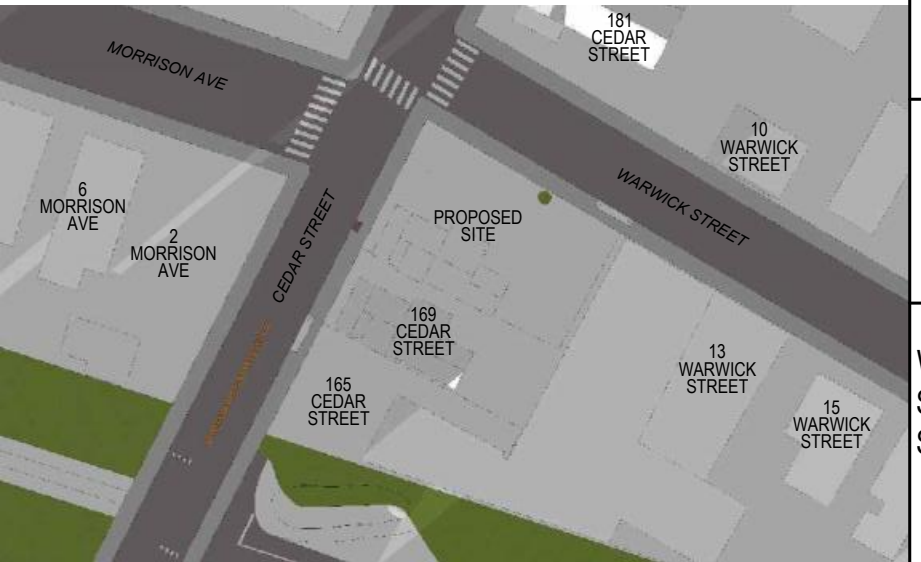 181
CEDAR
STREET
MORRISON AVE
10
WARWICK
STREET
WARWICK STREET
6
MORRISON
AVE
PROPOSED
SITE
2
MORRISON
AVE
CEDAR STREET
169
CEDAR
STREET
13
WARWICK
STREET
165
CEDAR
STREET
15
WARWICK
STREET